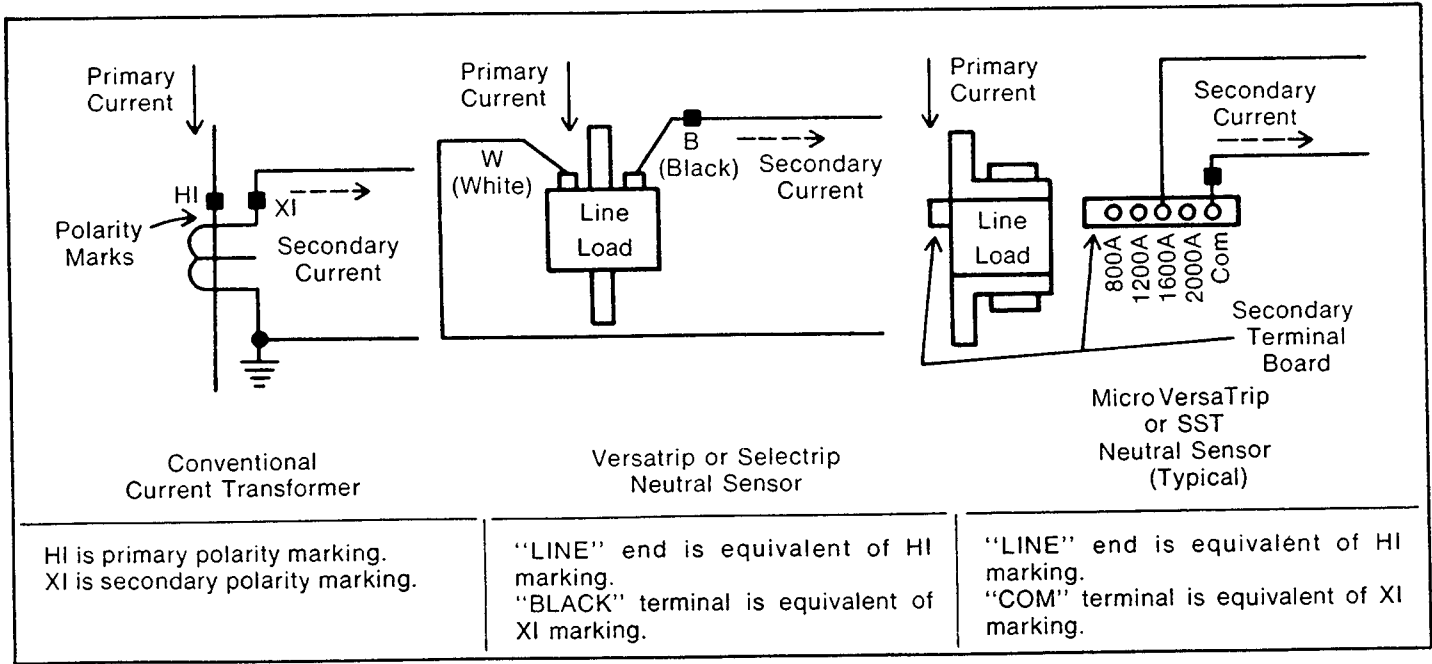 Primary
Current
HI
XI
Polarity
Marks
Secondary
Current
Conventional
Current Transformer
Primary
Current
W
(White)
B
(Black)
Secondary
Current
Line
Load
Versatrip or Selectrip
Neutral Sensor
Primary
Current
Secondary
Current
Line
Load
800A
1200A
1600A
2000A
Com
Secondary
Terminal
Board
MicroVersaTrip
or SST
Neutral Sensor
(Typical)
HI is primary polarity marking.
XI is secondary polarity marking.
"LINE" end is equivalent of HI
marking.
"BLACK" terminal is equivalent of
XI marking.
"LINE" end is equivalent of HI
marking.
"COM" terminal is equivalent of XI
marking.